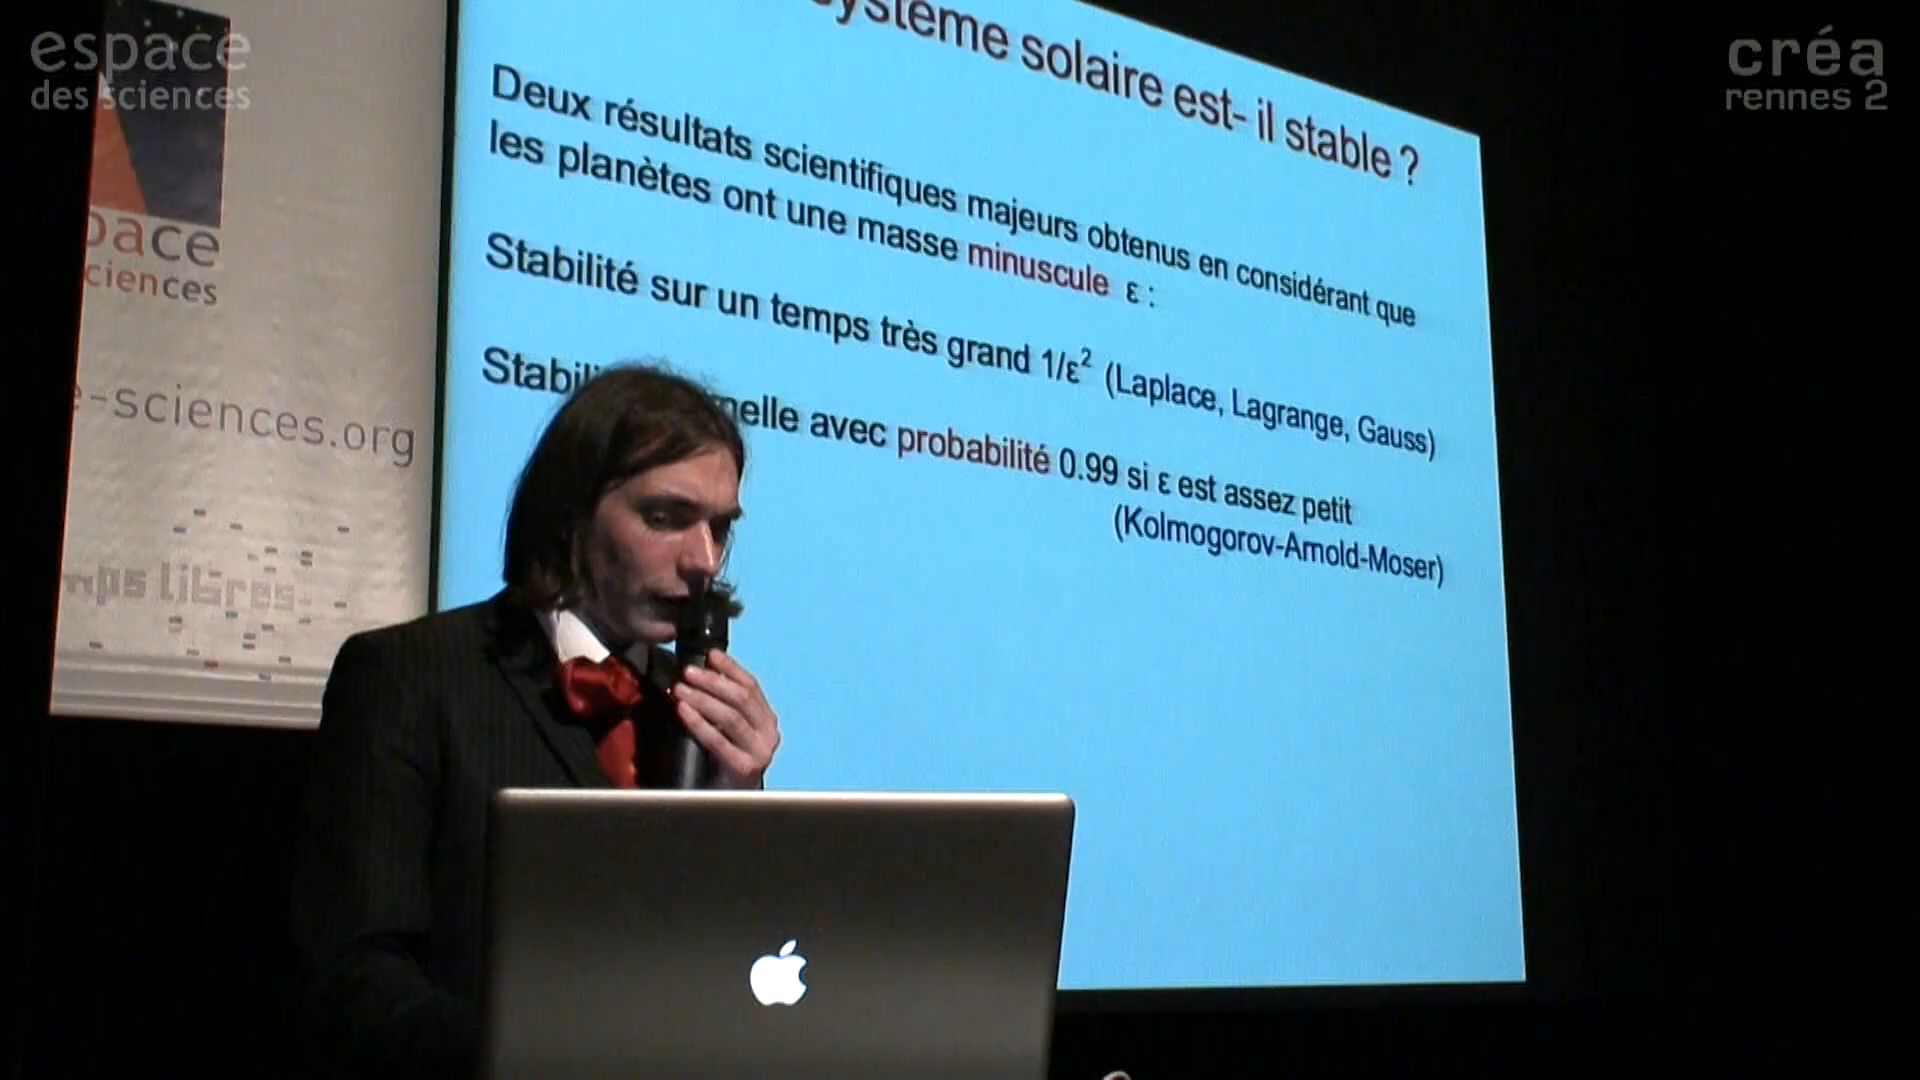 espace
des sciences
créa
rennes 2
pace
ciences
e-sciences.org
mps libres
système solaire est- il stable ?
Deux résultats scientifiques majeurs obtenus en considérant que
les planètes ont une masse minuscule ε :
Stabilité sur un temps très grand 1/ε² (Laplace, Lagrange, Gauss)
Stabili nelle avec probabilité 0.99 si ε est assez petit
(Kolmogorov-Arnold-Moser)